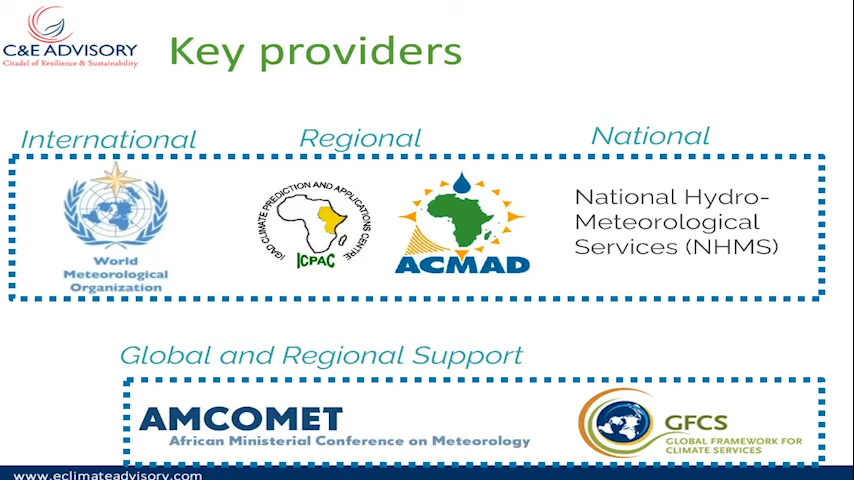 C&E ADVISORY
Citadel of Resilience & Sustainability
Key providers
International
Regional
National
World
Meteorological
Organization
IGAD CLIMATE PREDICTION AND APPLICATIONS CENTRE
ICPAC
ACMAD
National Hydro-
Meteorological
Services (NHMS)
Global and Regional Support
AMCOMET
African Ministerial Conference on Meteorology
GFCS
GLOBAL FRAMEWORK FOR
CLIMATE SERVICES
www.eclimateadvisory.com